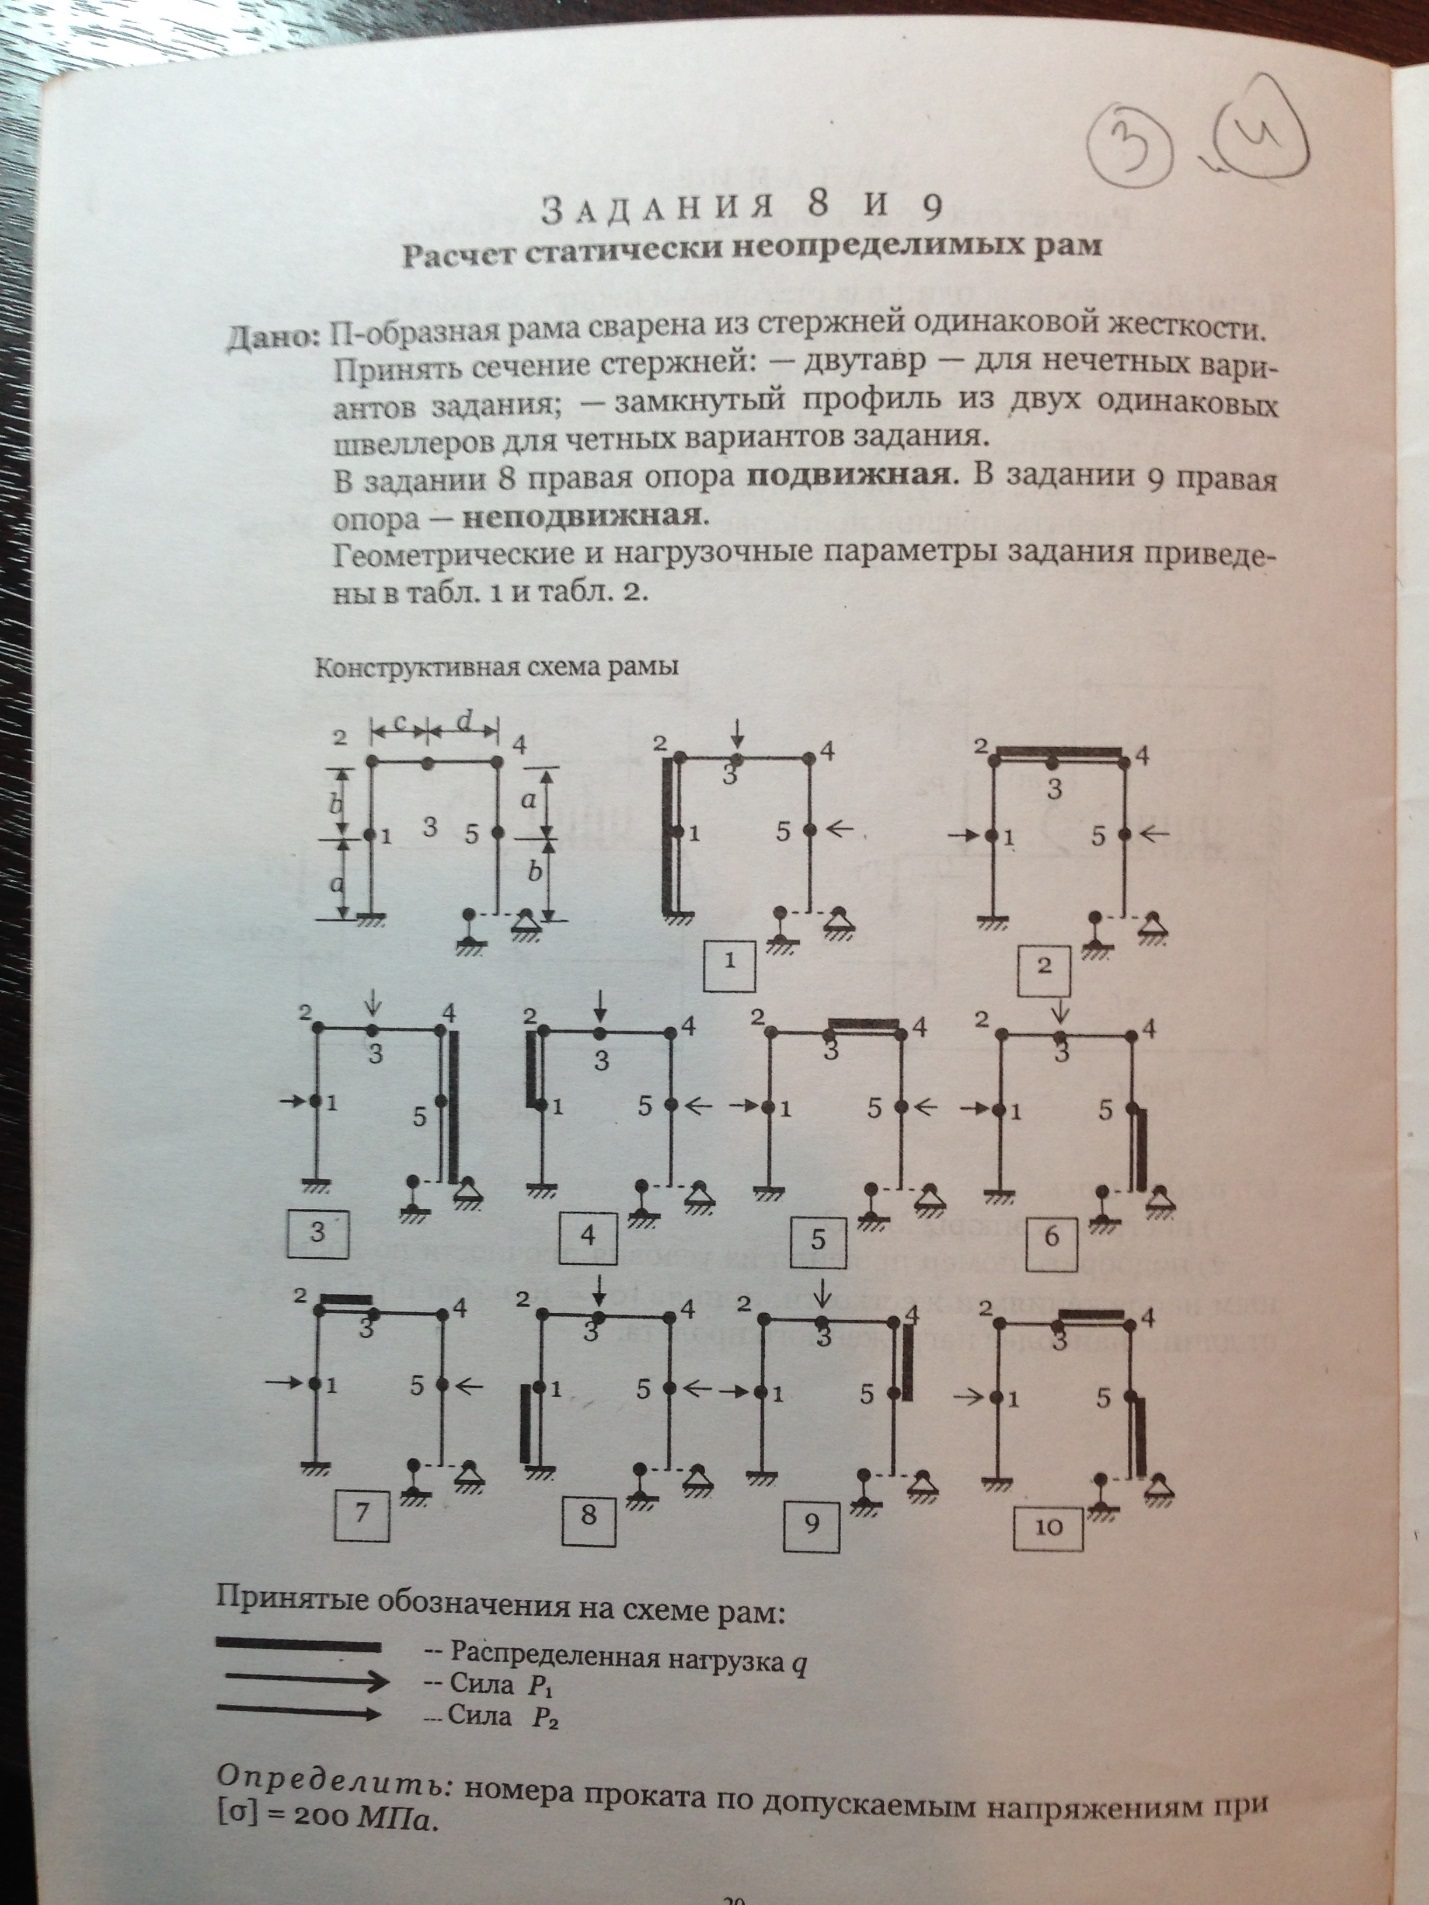 3, 4
ЗАДАНИЯ 8 И 9
Расчет статически неопределимых рам
Дано: П-образная рама сварена из стержней одинаковой жесткости.
Принять сечение стержней: — двутавр — для нечетных вари-
антов задания; — замкнутый профиль из двух одинаковых
швеллеров для четных вариантов задания.
В задании 8 правая опора подвижная. В задании 9 правая
опора — неподвижная.
Геометрические и нагрузочные параметры задания приведе-
ны в табл. 1 и табл. 2.
Конструктивная схема рамы
c d
2 4 2 4 2 4
3 3
b a
1 3 5 1 5 1 5
a b
1 2
2 4 2 4 2 4 2 4
3 3 3 3
1 5 1 5 1 5 1 5
3 4 5 6
2 4 2 4 2 4 2 4
3 3 3 3
1 5 1 5 1 5 1 5
7 8 9 10
Принятые обозначения на схеме рам:
-- Распределенная нагрузка q
-- Сила P₁
... Сила P₂
Определить: номера проката по допускаемым напряжениям при
[σ] = 200 МПа.